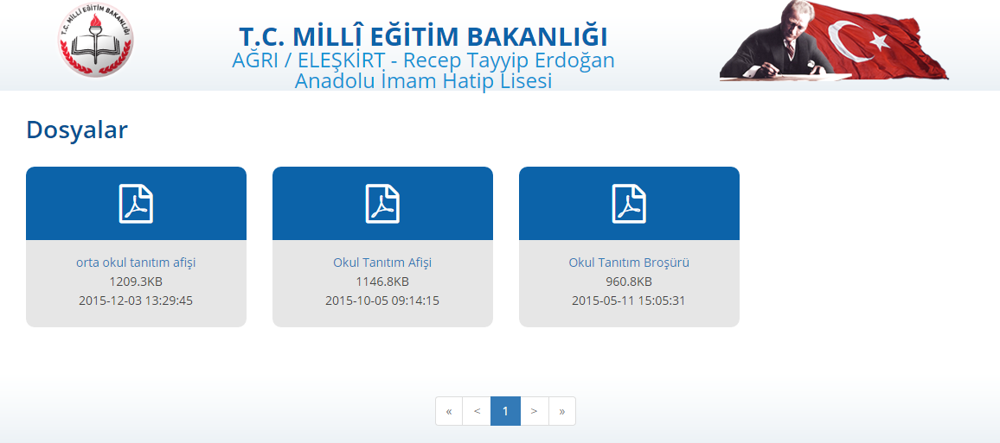 T.C. MİLLÎ EĞİTİM BAKANLIĞI
T.C. MİLLÎ EĞİTİM BAKANLIĞI
AĞRI / ELEŞKİRT - Recep Tayyip Erdoğan
Anadolu İmam Hatip Lisesi
Dosyalar
orta okul tanıtım afişi
1209.3KB
2015-12-03 13:29:45
Okul Tanıtım Afişi
1146.8KB
2015-10-05 09:14:15
Okul Tanıtım Broşürü
960.8KB
2015-05-11 15:05:31
« < 1 > »